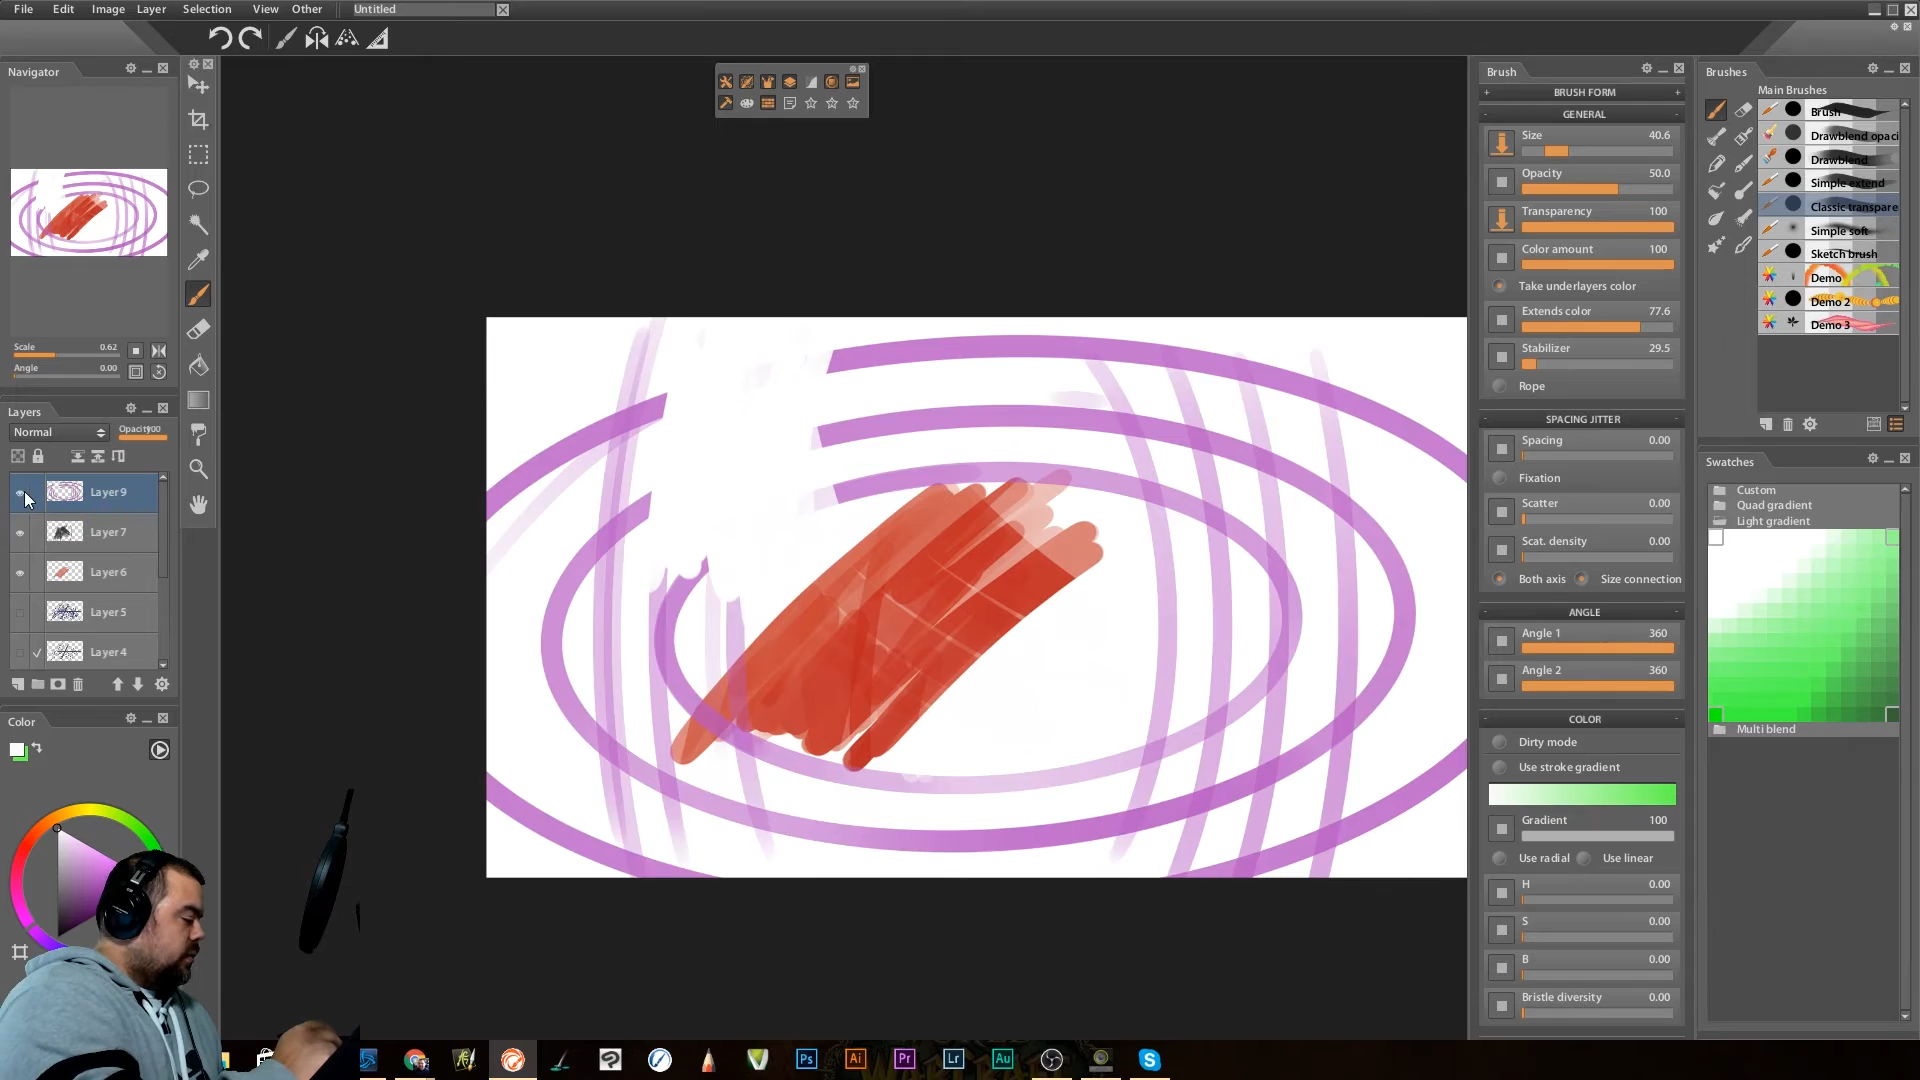 File Edit Image Layer Selection View Other Untitled
Navigator
Scale 0.62
Angle 0.00
Layers
Normal Opacity 100
Layer 9
Layer 7
Layer 6
Layer 5
Layer 4
Color
Brush
BRUSH FORM
GENERAL
Size 40.6
Opacity 50.0
Transparency 100
Color amount 100
Take underlayers color
Extends color 77.6
Stabilizer 29.5
Rope
SPACING JITTER
Spacing 0.00
Fixation
Scatter 0.00
Scat. density 0.00
Both axis Size connection
ANGLE
Angle 1 360
Angle 2 360
COLOR
Dirty mode
Use stroke gradient
Gradient 100
Use radial Use linear
H 0.00
S 0.00
B 0.00
Bristle diversity 0.00
Brushes
Main Brushes
Brush
Drawblend opaci
Drawblend
Simple extend
Classic transpare
Simple soft
Sketch brush
Demo
Demo 2
Demo 3
Swatches
Custom
Quad gradient
Light gradient
Multi blend
Ps Ai Pr Lr Au